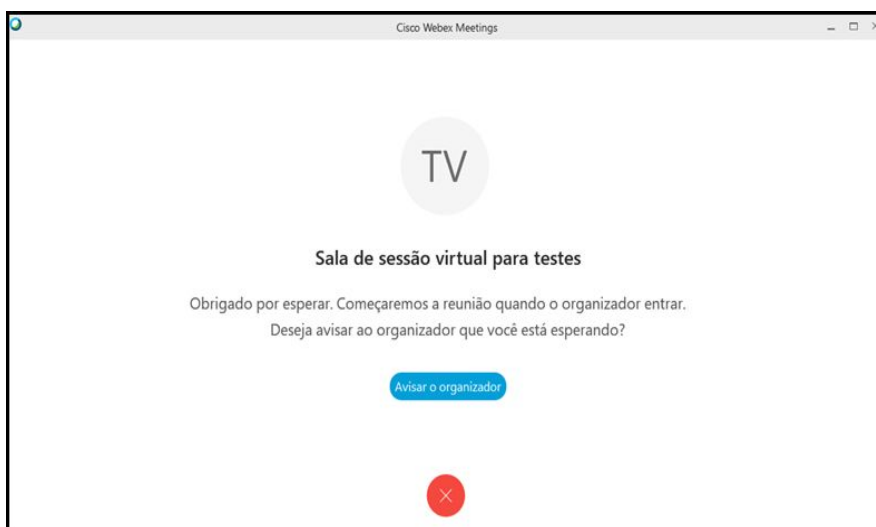 Cisco Webex Meetings
TV
Sala de sessão virtual para testes
Obrigado por esperar. Começaremos a reunião quando o organizador entrar.
Deseja avisar ao organizador que você está esperando?
Avisar o organizador